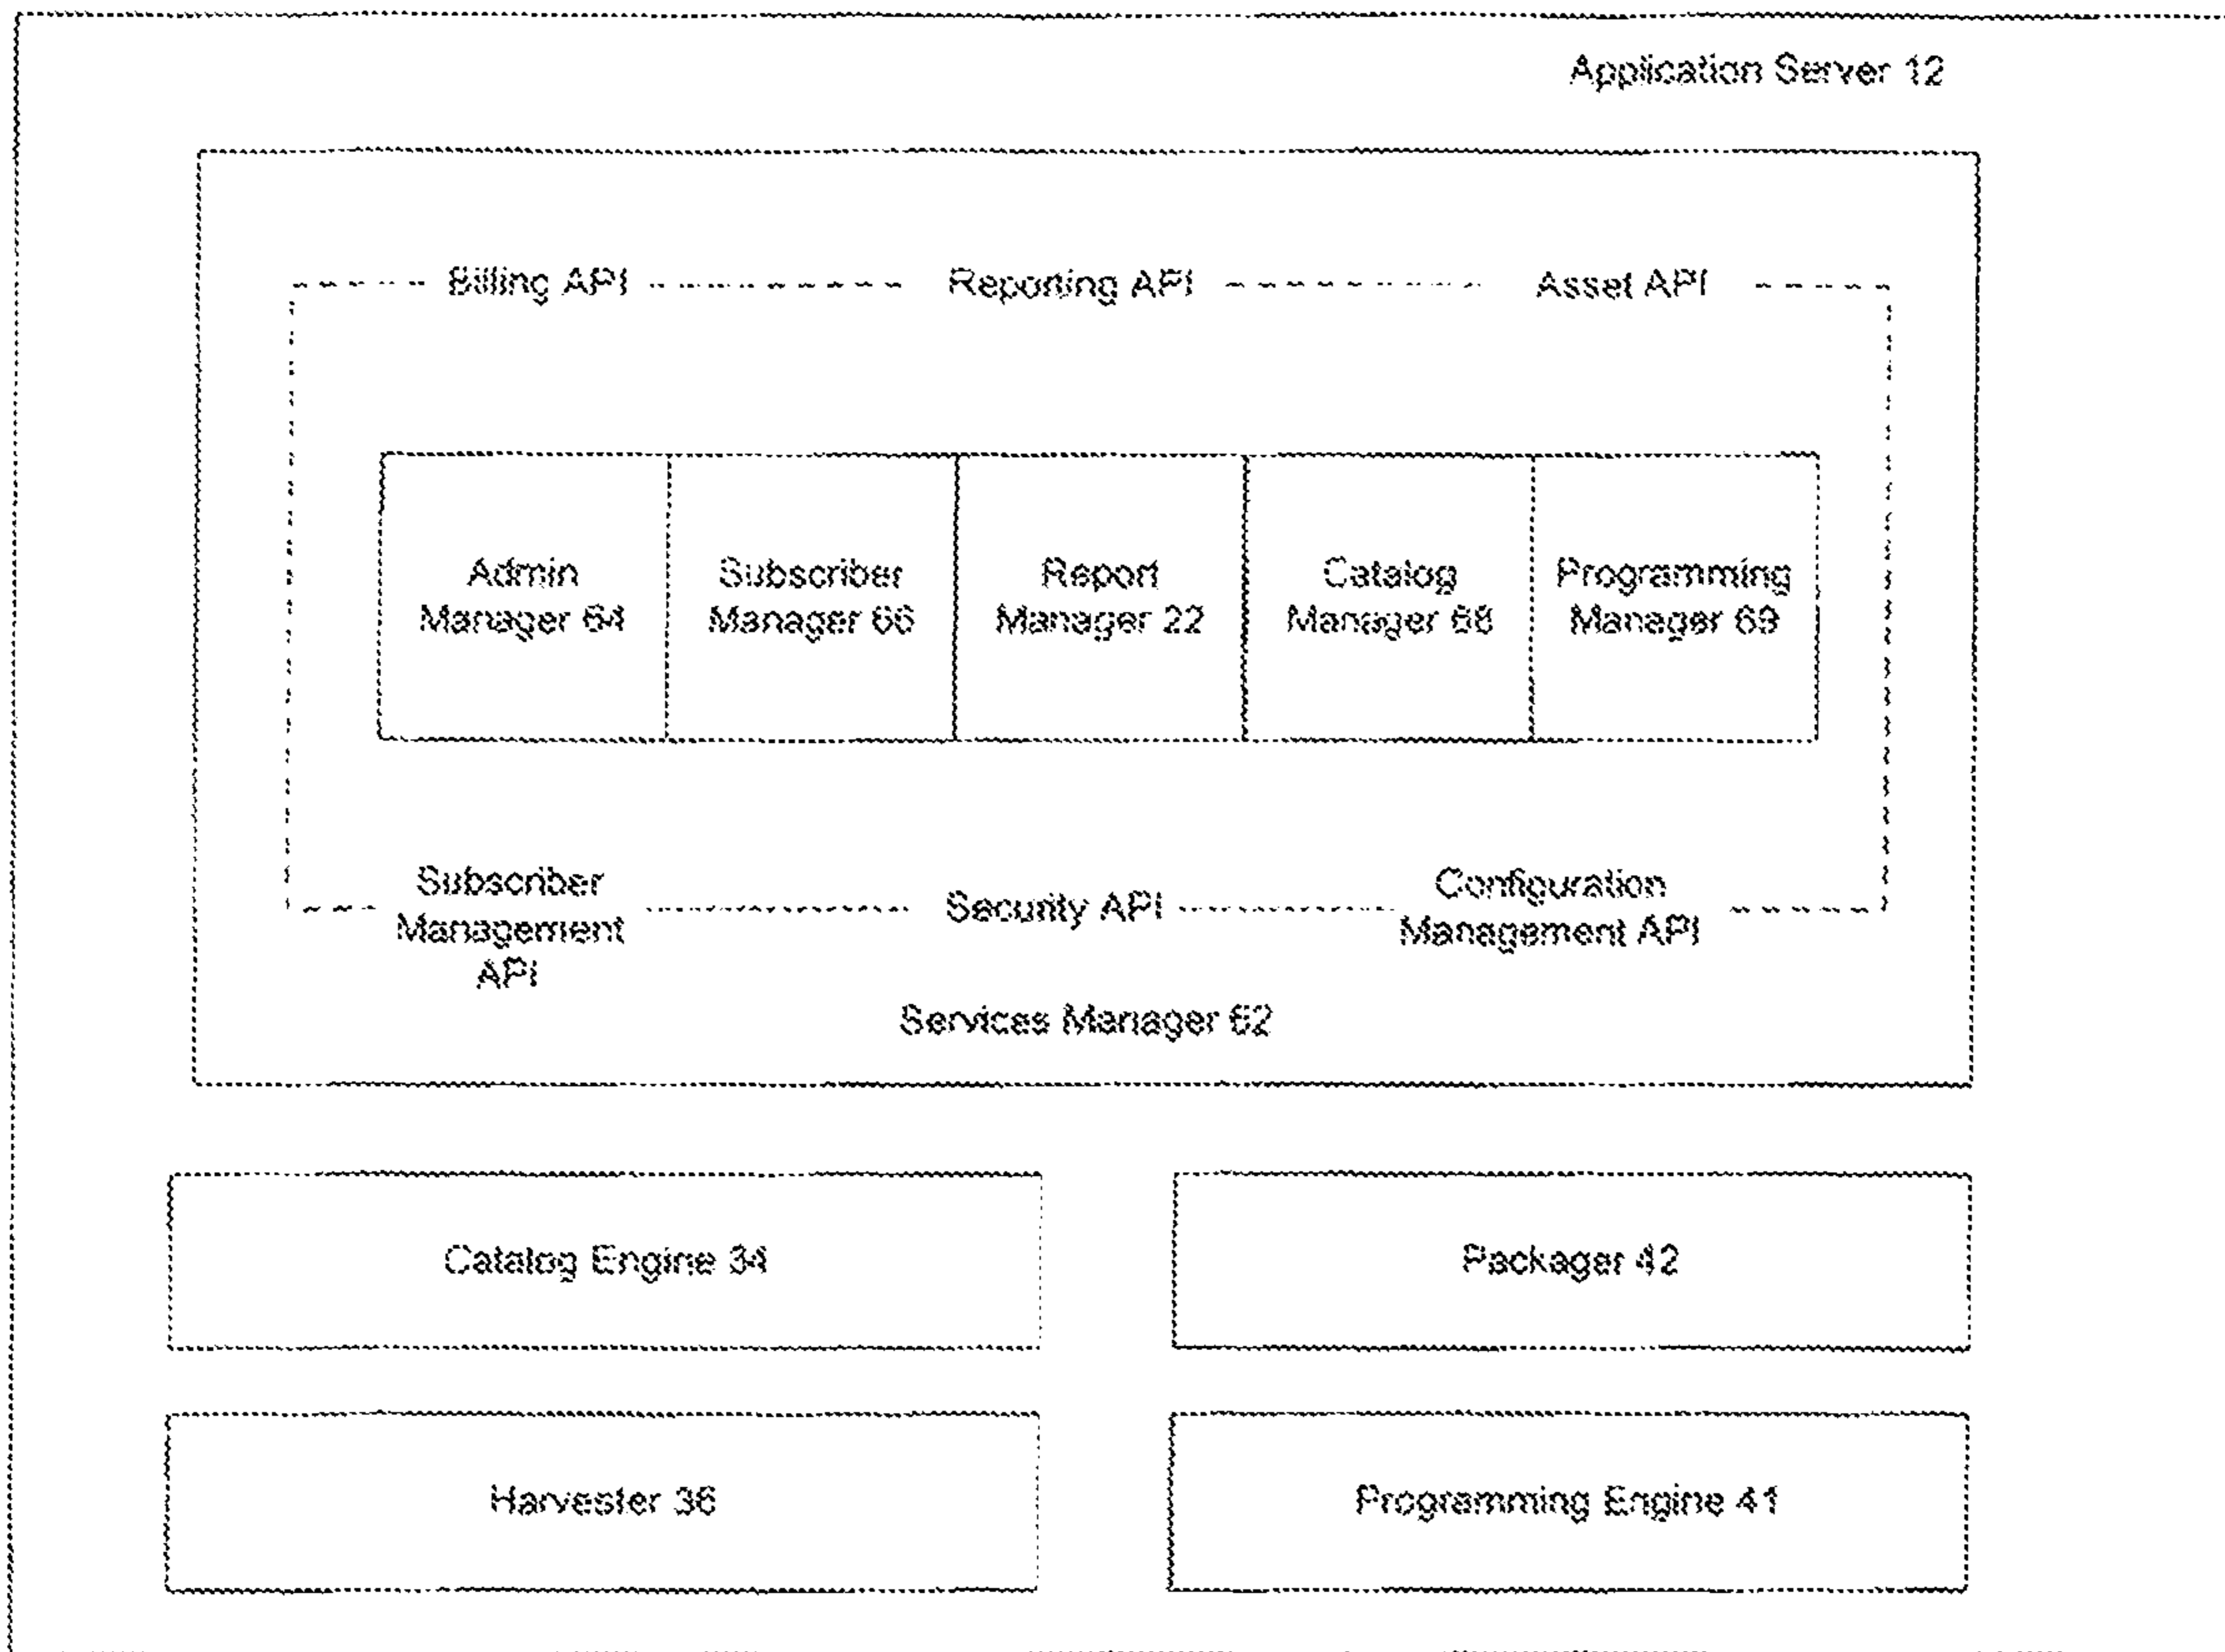 Application Server 12
Billing API
Reporting API
Asset API
Admin
Manager 64
Subscriber
Manager 66
Report
Manager 22
Catalog
Manager 68
Programming
Manager 69
Subscriber
Management
API
Security API
Configuration
Management API
Services Manager 62
Catalog Engine 34
Packager 42
Harvester 36
Programming Engine 41